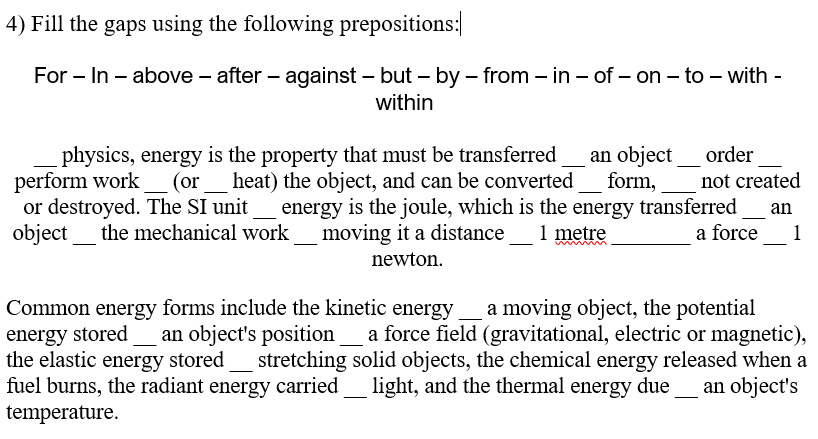 4) Fill the gaps using the following prepositions:
For – In – above – after – against – but – by – from – in – of – on – to – with -
within
__ physics, energy is the property that must be transferred __ an object __ order __
perform work __ (or __ heat) the object, and can be converted __ form, ___ not created
or destroyed. The SI unit __ energy is the joule, which is the energy transferred __ an
object __ the mechanical work __ moving it a distance __ 1 metre _______ a force __ 1
newton.
Common energy forms include the kinetic energy __ a moving object, the potential
energy stored __ an object's position __ a force field (gravitational, electric or magnetic),
the elastic energy stored __ stretching solid objects, the chemical energy released when a
fuel burns, the radiant energy carried __ light, and the thermal energy due __ an object's
temperature.